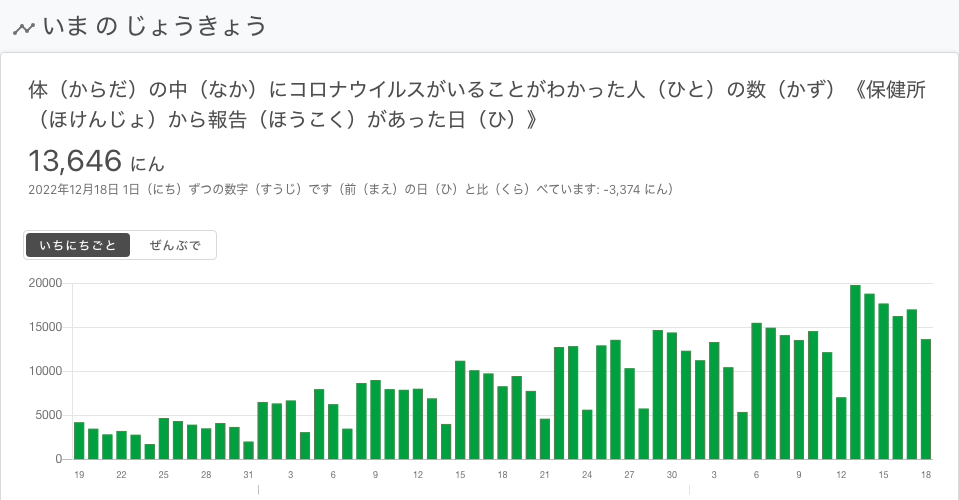 いま の じょうきょう
体（からだ）の中（なか）にコロナウイルスがいることがわかった人（ひと）の数（かず）《保健所
（ほけんじょ）から報告（ほうこく）があった日（ひ）》
13,646 にん
2022年12月18日 1日（にち）ずつの数字（すうじ）です（前（まえ）の日（ひ）と比（くら）べています: -3,374 にん）
いちにちごと ぜんぶで
20000
15000
10000
5000
0
19 22 25 28 31 3 6 9 12 15 18 21 24 27 30 3 6 9 12 15 18